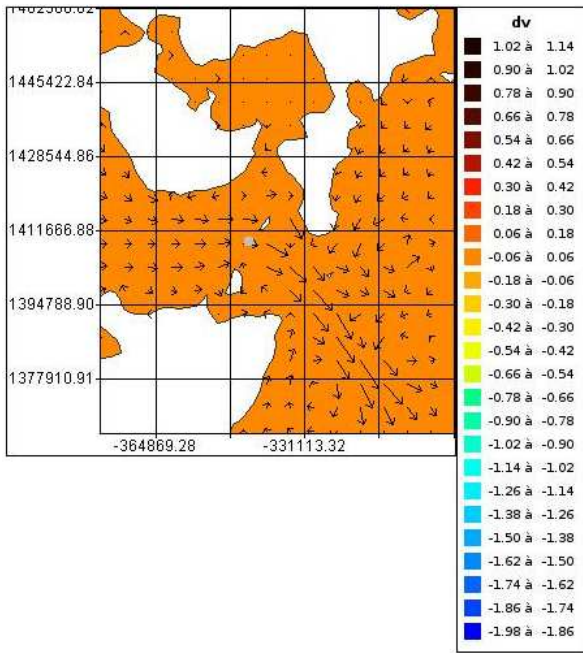 dv
1445422.84
1428544.86
1411666.88
1394788.90
1377910.91
-364869.28 -331113.32
1.02 à 1.14
0.90 à 1.02
0.78 à 0.90
0.66 à 0.78
0.54 à 0.66
0.42 à 0.54
0.30 à 0.42
0.18 à 0.30
0.06 à 0.18
-0.06 à 0.06
-0.18 à -0.06
-0.30 à -0.18
-0.42 à -0.30
-0.54 à -0.42
-0.66 à -0.54
-0.78 à -0.66
-0.90 à -0.78
-1.02 à -0.90
-1.14 à -1.02
-1.26 à -1.14
-1.38 à -1.26
-1.50 à -1.38
-1.62 à -1.50
-1.74 à -1.62
-1.86 à -1.74
-1.98 à -1.86